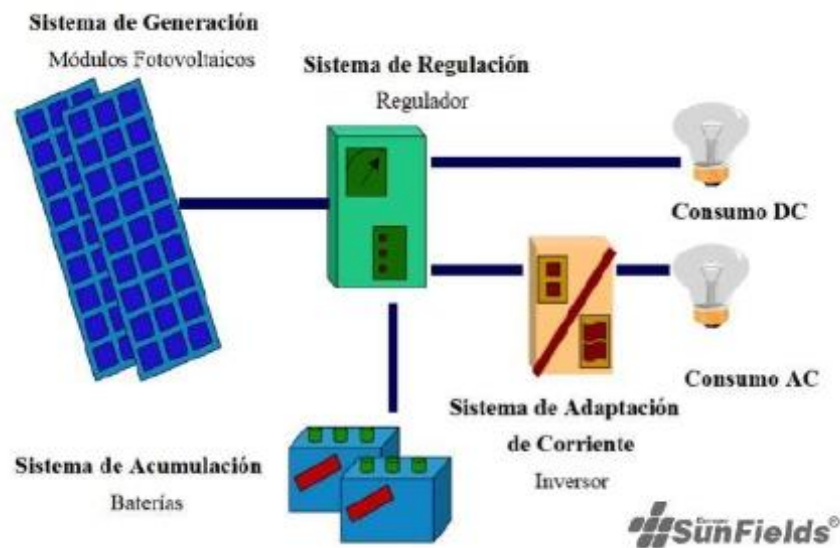 Sistema de Generación
Módulos Fotovoltaicos
Sistema de Regulación
Regulador
Consumo DC
Consumo AC
Sistema de Adaptación
de Corriente
Inversor
Sistema de Acumulación
Baterías
SunFields®